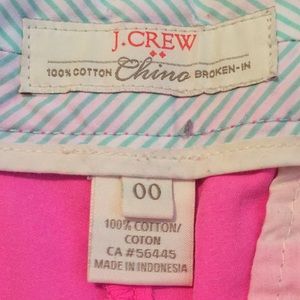 J.CREW
100% COTTON Chino BROKEN-IN
00
100% COTTON/
COTON
CA #56445
MADE IN INDONESIA